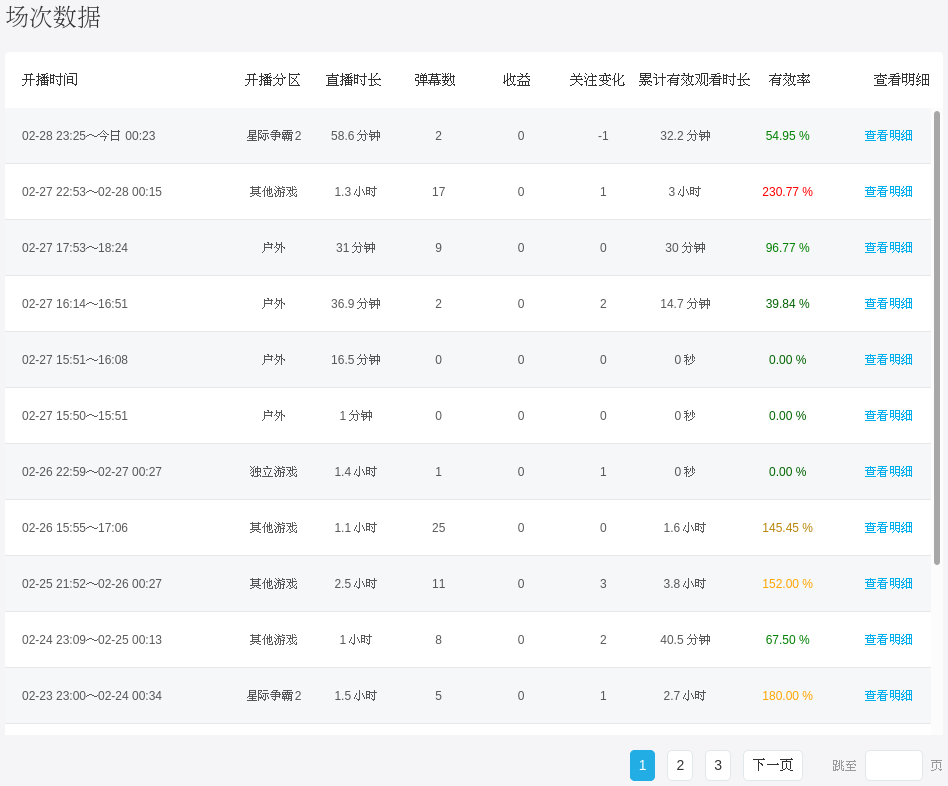 场次数据
开播时间 开播分区 直播时长 弹幕数 收益 关注变化 累计有效观看时长 有效率 查看明细
02-28 23:25～今日 00:23 星际争霸2 58.6 分钟 2 0 -1 32.2 分钟 54.95 % 查看明细
02-27 22:53～02-28 00:15 其他游戏 1.3 小时 17 0 1 3 小时 230.77 % 查看明细
02-27 17:53～18:24 户外 31 分钟 9 0 0 30 分钟 96.77 % 查看明细
02-27 16:14～16:51 户外 36.9 分钟 2 0 2 14.7 分钟 39.84 % 查看明细
02-27 15:51～16:08 户外 16.5 分钟 0 0 0 0 秒 0.00 % 查看明细
02-27 15:50～15:51 户外 1 分钟 0 0 0 0 秒 0.00 % 查看明细
02-26 22:59～02-27 00:27 独立游戏 1.4 小时 1 0 1 0 秒 0.00 % 查看明细
02-26 15:55～17:06 其他游戏 1.1 小时 25 0 0 1.6 小时 145.45 % 查看明细
02-25 21:52～02-26 00:27 其他游戏 2.5 小时 11 0 3 3.8 小时 152.00 % 查看明细
02-24 23:09～02-25 00:13 其他游戏 1 小时 8 0 2 40.5 分钟 67.50 % 查看明细
02-23 23:00～02-24 00:34 星际争霸2 1.5 小时 5 0 1 2.7 小时 180.00 % 查看明细
1 2 3 下一页 跳至 页